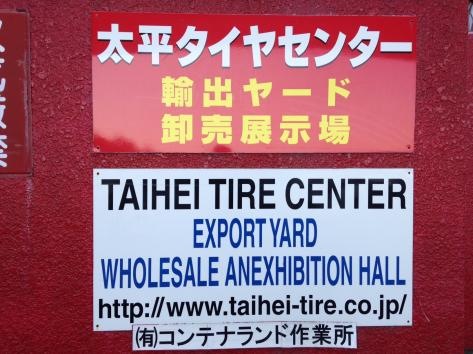 太平タイヤセンター
輸出ヤード
卸売展示場
TAIHEI TIRE CENTER
EXPORT YARD
WHOLESALE ANEXHIBITION HALL
http://www.taihei-tire.co.jp/
㈲コンテナランド作業所